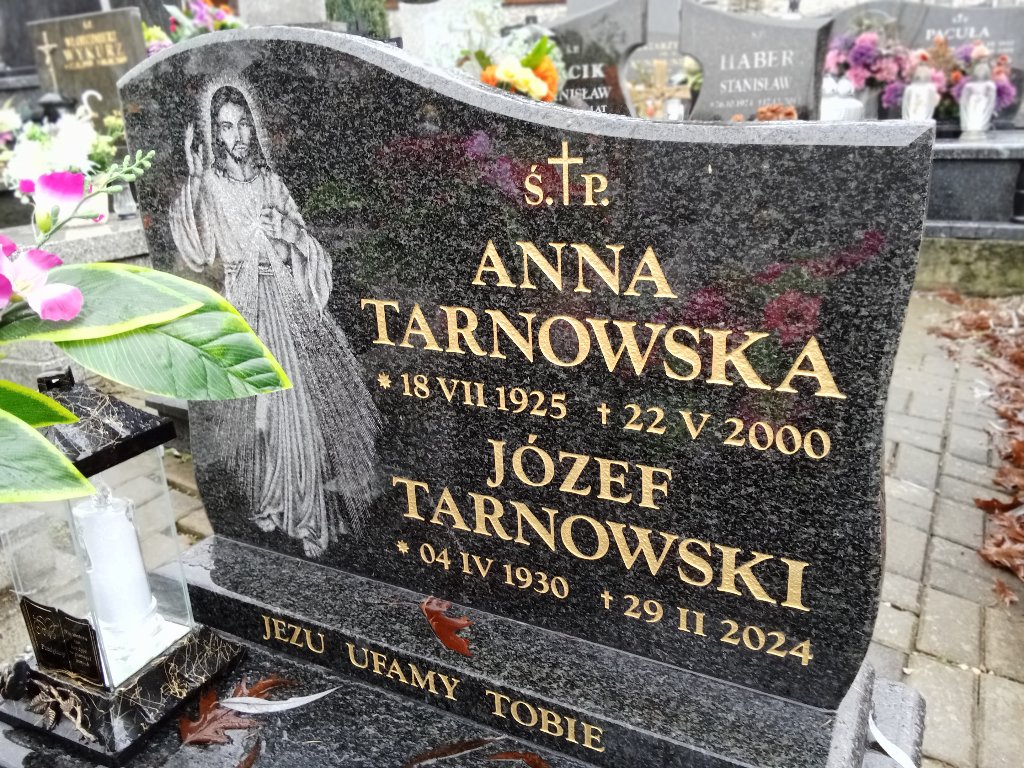 Ś. P.
ANNA
TARNOWSKA
* 18 VII 1925 † 22 V 2000
JÓZEF
TARNOWSKI
* 04 IV 1930 † 29 II 2024
JEZU UFAMY TOBIE
HABER
STANISŁAW
PACUŁA